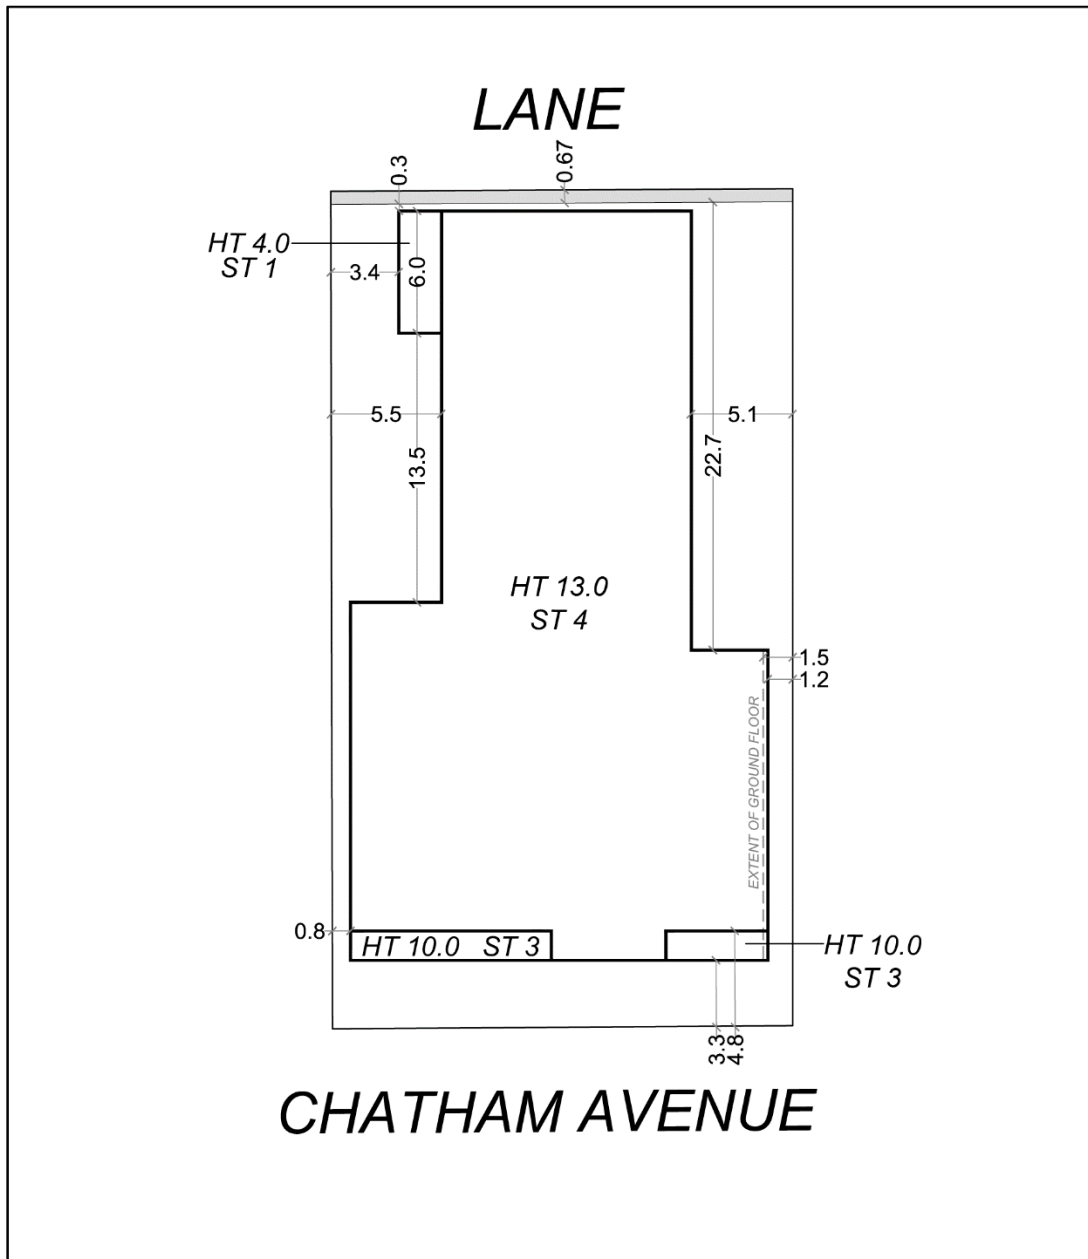 LANE
0.3
0.67
HT 4.0
ST 1
3.4
6.0
5.5
5.1
13.5
22.7
HT 13.0
ST 4
1.5
1.2
EXTENT OF GROUND FLOOR
0.8
HT 10.0 ST 3
HT 10.0
ST 3
3.3
4.8
CHATHAM AVENUE